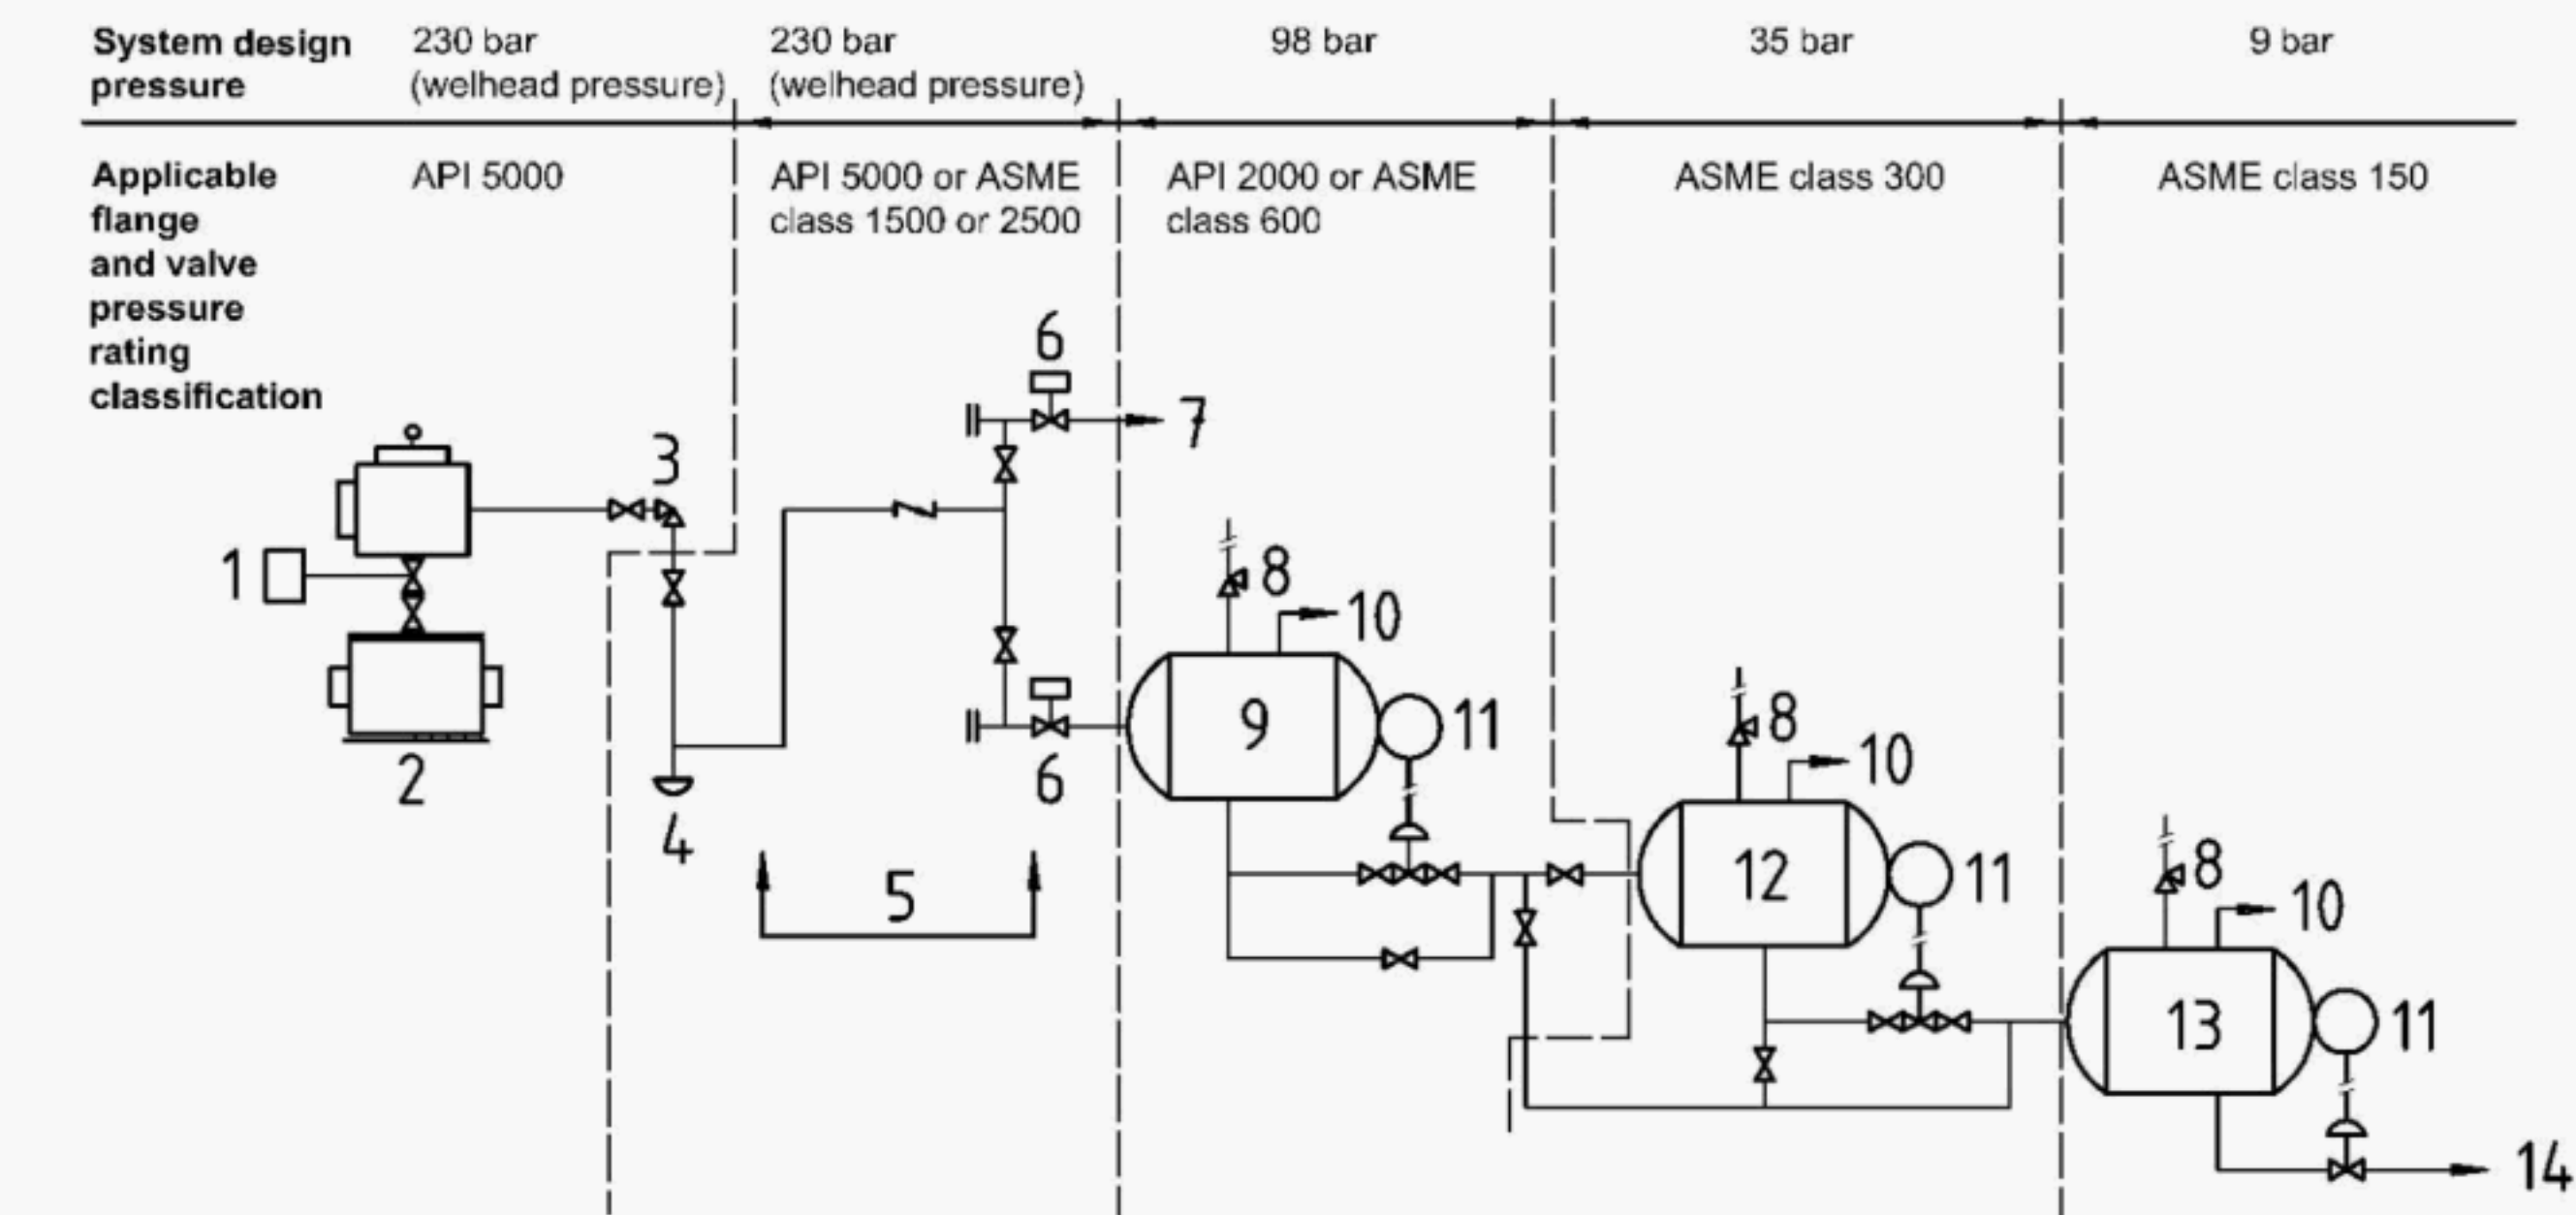 System design pressure
230 bar (welhead pressure)
230 bar (welhead pressure)
98 bar
35 bar
9 bar
Applicable flange and valve pressure rating classification
API 5000
API 5000 or ASME class 1500 or 2500
API 2000 or ASME class 600
ASME class 300
ASME class 150
6
7
3
1
8
10
2
4
5
6
9
11
8
10
12
11
8
10
13
11
14